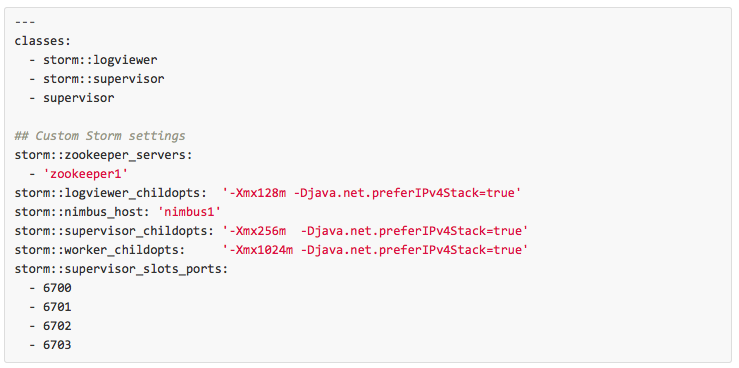 ---
classes:
  - storm::logviewer
  - storm::supervisor
  - supervisor

## Custom Storm settings
storm::zookeeper_servers:
  - 'zookeeper1'
storm::logviewer_childopts:  '-Xmx128m -Djava.net.preferIPv4Stack=true'
storm::nimbus_host: 'nimbus1'
storm::supervisor_childopts: '-Xmx256m  -Djava.net.preferIPv4Stack=true'
storm::worker_childopts:     '-Xmx1024m -Djava.net.preferIPv4Stack=true'
storm::supervisor_slots_ports:
  - 6700
  - 6701
  - 6702
  - 6703